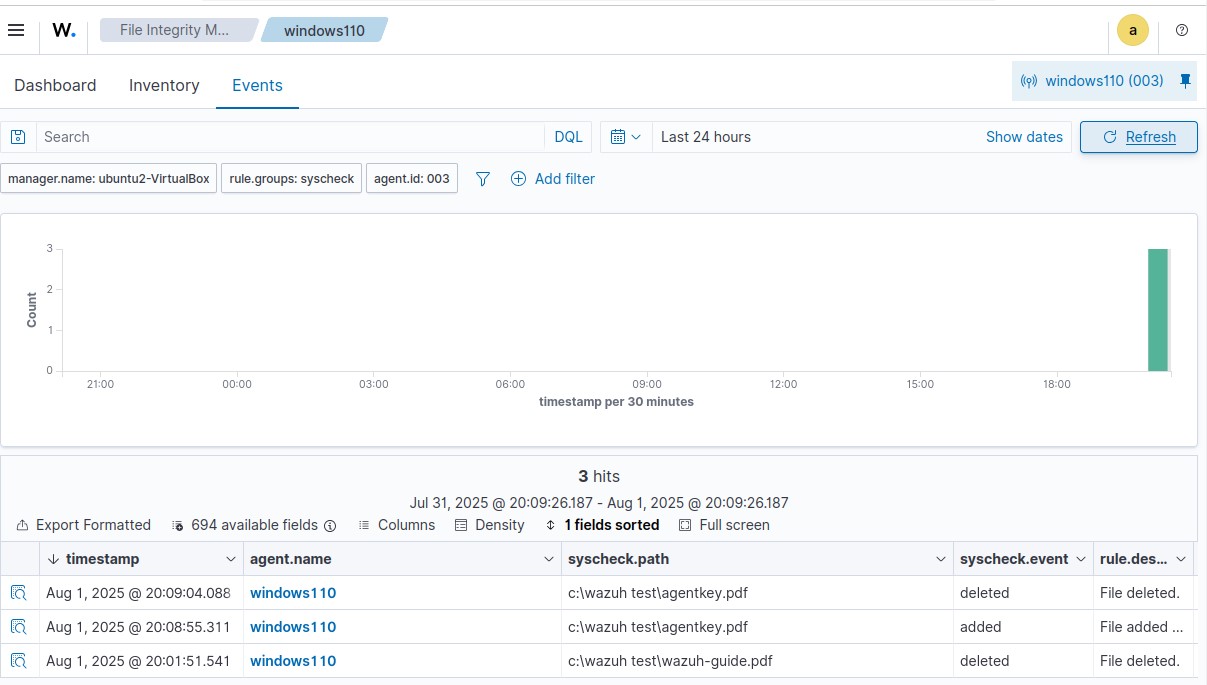 W. File Integrity M... windows110 a
Dashboard Inventory Events windows110 (003)
Search DQL Last 24 hours Show dates Refresh
manager.name: ubuntu2-VirtualBox rule.groups: syscheck agent.id: 003 Add filter
3
2
1
0
Count
21:00 00:00 03:00 06:00 09:00 12:00 15:00 18:00
timestamp per 30 minutes
3 hits
Jul 31, 2025 @ 20:09:26.187 - Aug 1, 2025 @ 20:09:26.187
Export Formatted 694 available fields Columns Density 1 fields sorted Full screen
timestamp agent.name syscheck.path syscheck.event rule.des...
Aug 1, 2025 @ 20:09:04.088 windows110 c:\wazuh test\agentkey.pdf deleted File deleted.
Aug 1, 2025 @ 20:08:55.311 windows110 c:\wazuh test\agentkey.pdf added File added ...
Aug 1, 2025 @ 20:01:51.541 windows110 c:\wazuh test\wazuh-guide.pdf deleted File deleted.